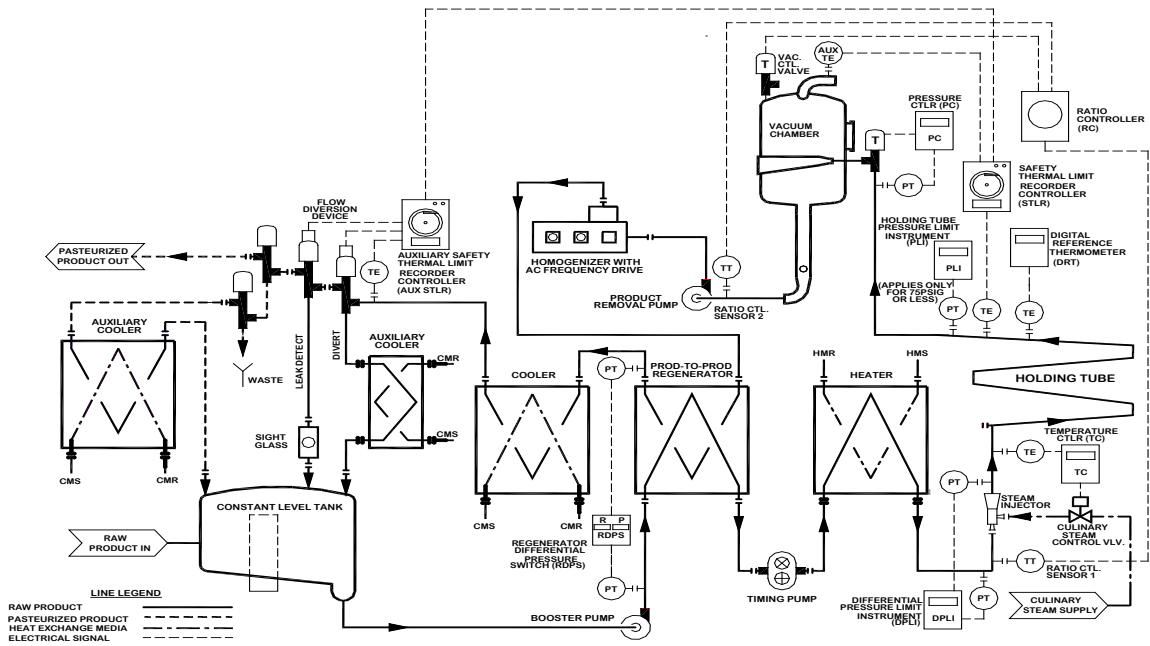 VAC.
CTL.
VALVE
T
AUX
TE
VACUUM
CHAMBER
PRESSURE
CTLR (PC)
PC
T
PT
RATIO
CONTROLLER
(RC)
SAFETY
THERMAL LIMIT
RECORDER
CONTROLLER
(STLR)
HOLDING TUBE
PRESSURE LIMIT
INSTRUMENT
(PLI)
PLI
(APPLIES ONLY
FOR 75PSIG
OR LESS)
DIGITAL
REFERENCE
THERMOMETER
(DRT)
PT
TE
TE
FLOW
DIVERSION
DEVICE
AUXILIARY SAFETY
THERMAL LIMIT
RECORDER
CONTROLLER
(AUX STLR)
TE
PASTEURIZED
PRODUCT OUT
HOMOGENIZER WITH
AC FREQUENCY DRIVE
TT
PRODUCT
REMOVAL PUMP
RATIO CTL.
SENSOR 2
AUXILIARY
COOLER
WASTE
LEAK DETECT
DIVERT
AUXILIARY
COOLER
CMR
CMS
SIGHT
GLASS
CMS
CMR
COOLER
PT
PROD-TO-PROD
REGENERATOR
HMR
HMS
HEATER
HOLDING TUBE
TEMPERATURE
CTLR (TC)
TE
TC
PT
STEAM
INJECTOR
CULINARY
STEAM
CONTROL VLV.
CONSTANT LEVEL TANK
RAW
PRODUCT IN
CMS
CMR
R P
RDPS
REGENERATOR
DIFFERENTIAL
PRESSURE
SWITCH (RDPS)
PT
TIMING PUMP
TT
RATIO CTL.
SENSOR 1
DIFFERENTIAL
PRESSURE LIMIT
INSTRUMENT
(DPLI)
DPLI
PT
CULINARY
STEAM SUPPLY
BOOSTER PUMP
LINE LEGEND
RAW PRODUCT
PASTEURIZED PRODUCT
HEAT EXCHANGE MEDIA
ELECTRICAL SIGNAL